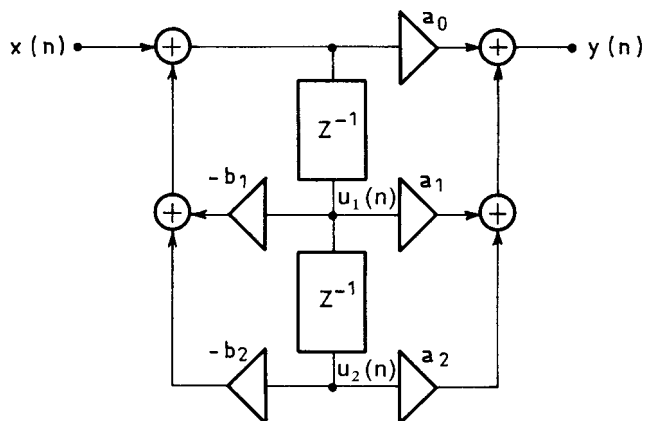 x(n) + a₀ + y(n)
Z⁻¹
-b₁ u₁(n) a₁
+ +
Z⁻¹
-b₂ u₂(n) a₂